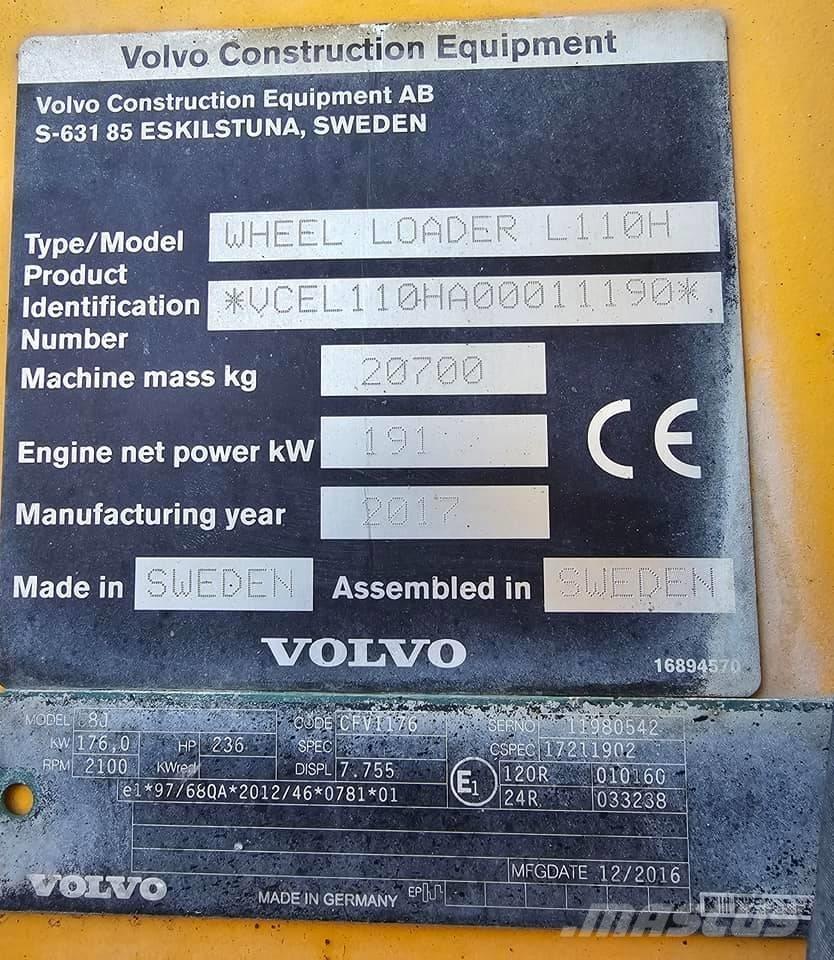 Volvo Construction Equipment
Volvo Construction Equipment AB
S-631 85 ESKILSTUNA, SWEDEN
Type/Model WHEEL LOADER L110H
Product
Identification *VCEL110HA00011190*
Number
Machine mass kg 20700
Engine net power kW 191
CE
Manufacturing year 2017
Made in SWEDEN Assembled in SWEDEN
VOLVO
16894570
MODEL 8J CODE CFV1176 SERNO 11980542
KW 176,0 HP 236 SPEC CSPEC 17211902
RPM 2100 KWred DISPL 7.755 E1 120R 010160
e1*97/68QA*2012/46*0781*01 24R 033238
MFGDATE 12/2016
VOLVO MADE IN GERMANY EP
mascus